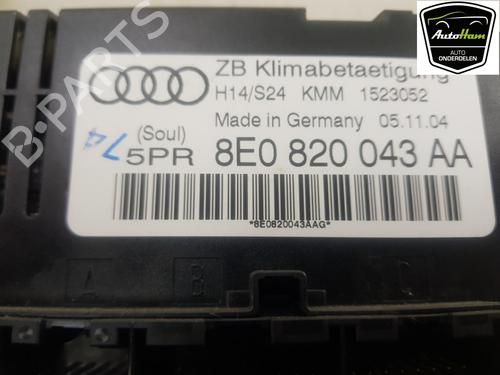 AutoHam
AUTO
ONDERDELEN
B-PARTS
ZB Klimabetaetigung
H14/S24 KMM 1523052
Made in Germany 05.11.04
(Soul)
74
5PR 8E0 820 043 AA
*8E0820043AAG*
A B C